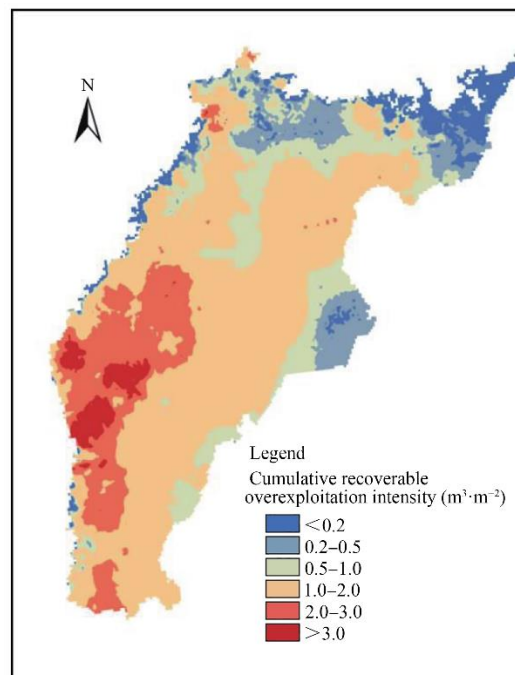 N
Legend
Cumulative recoverable
overexploitation intensity (m³·m⁻²)
<0.2
0.2–0.5
0.5–1.0
1.0–2.0
2.0–3.0
>3.0